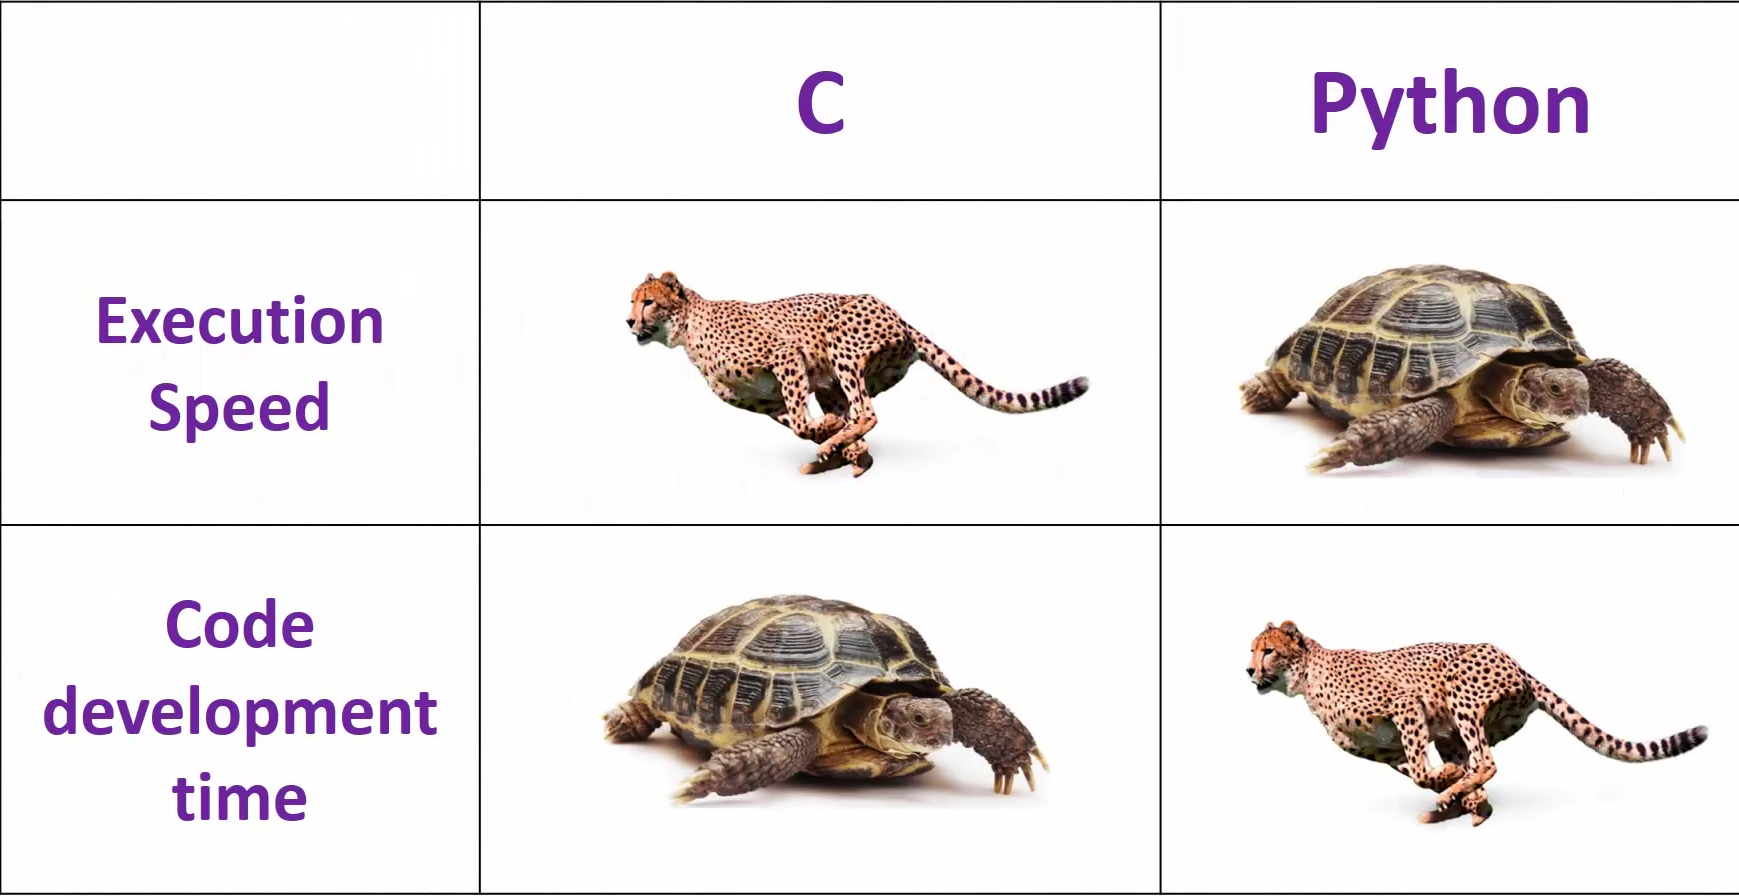 C
Python
Execution
Speed
Code
development
time